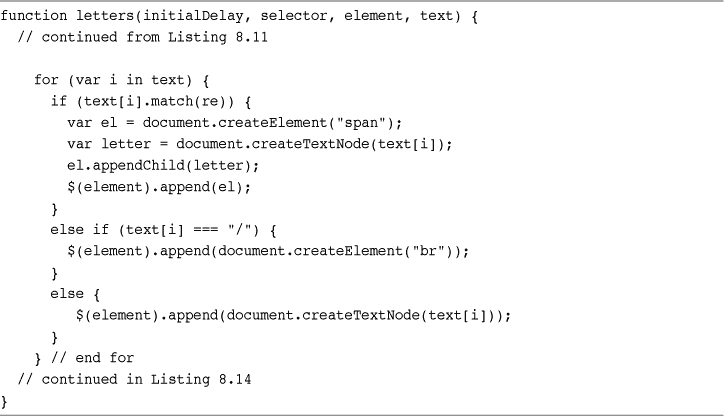 function letters(initialDelay, selector, element, text) {
  // continued from Listing 8.11

    for (var i in text) {
      if (text[i].match(re)) {
        var el = document.createElement("span");
        var letter = document.createTextNode(text[i]);
        el.appendChild(letter);
        $(element).append(el);
      }
      else if (text[i] === "/") {
        $(element).append(document.createElement("br"));
      }
      else {
         $(element).append(document.createTextNode(text[i]));
      }
    } // end for
  // continued in Listing 8.14
}